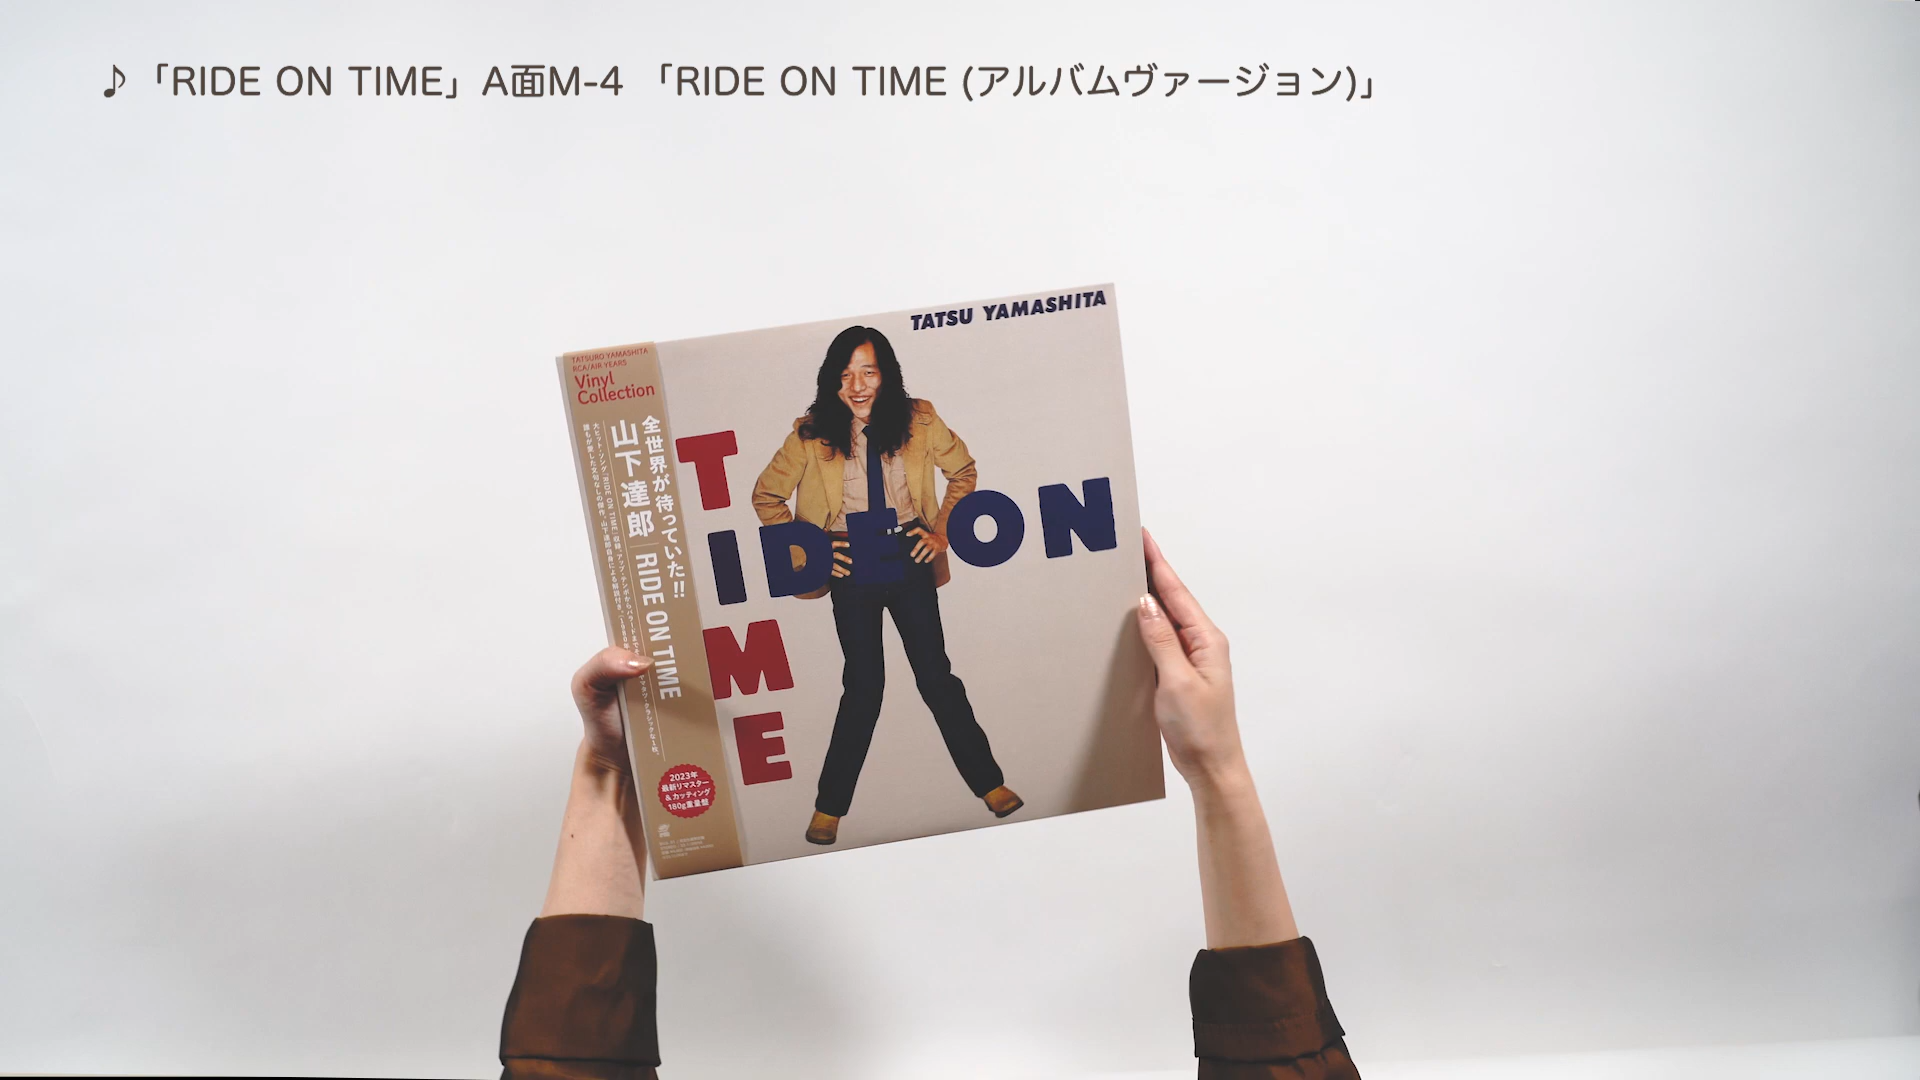 ♪「RIDE ON TIME」A面M-4 「RIDE ON TIME (アルバムヴァージョン)」
TATSU YAMASHITA
TATSURO YAMASHITA
RCA/AIR YEARS
Vinyl
Collection
全世界が待っていた!!
山下達郎 RIDE ON TIME
T
IDE ON
I
M
E
2023年
最新リマスター
&カッティング
180g重量盤